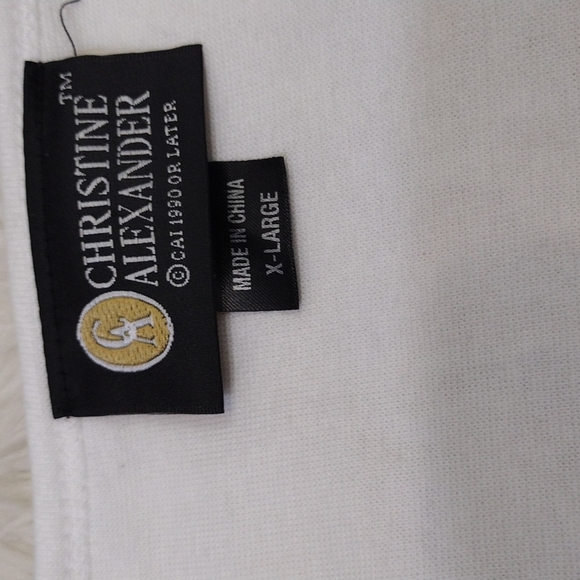 CHRISTINE™
ALEXANDER
© CAI 1990 OR LATER
CA
MADE IN CHINA
X-LARGE